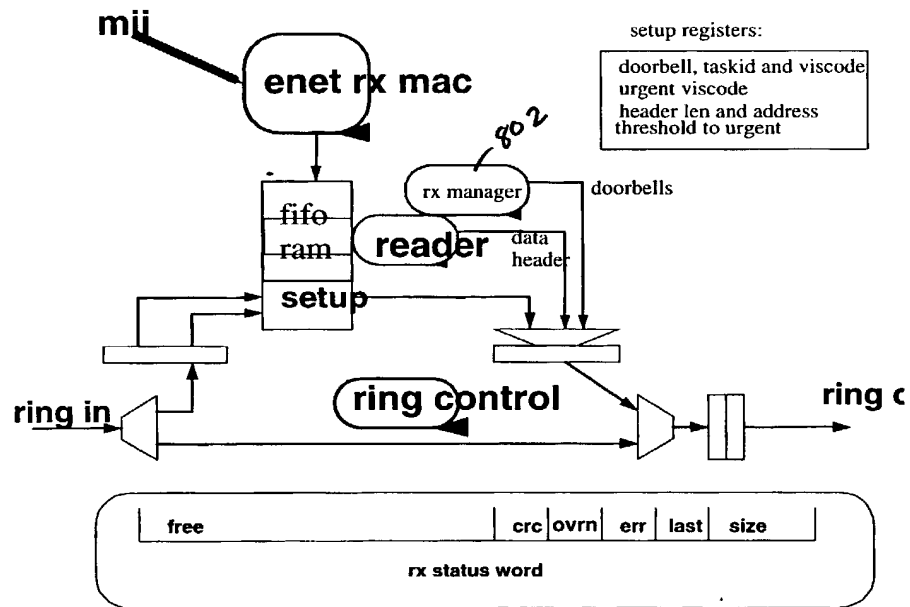 mii
enet rx mac
setup registers:
doorbell, taskid and viscode
urgent viscode
header len and address
threshold to urgent
802
rx manager
doorbells
fifo
ram
reader
data
header
setup
ring in
ring control
ring
free
crc
ovrn
err
last
size
rx status word